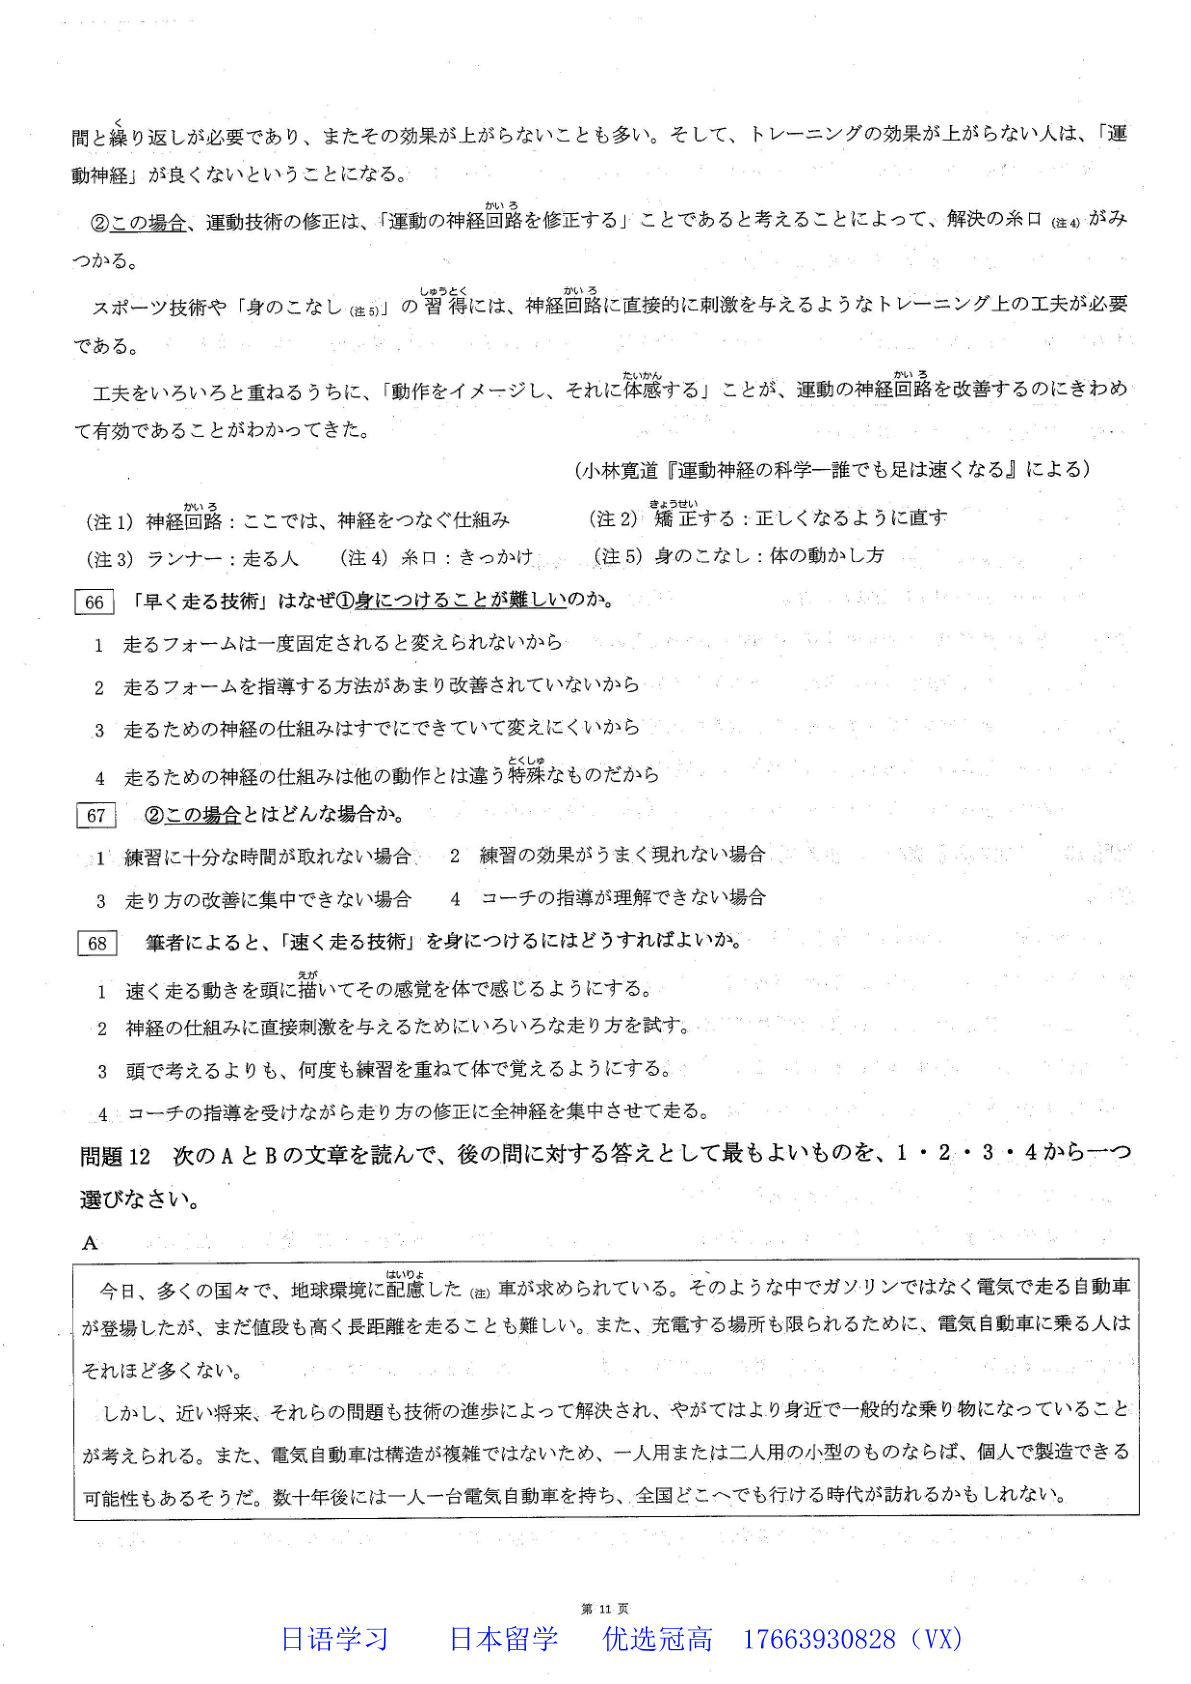 間と繰り返しが必要であり、またその効果が上がらないことも多い。そして、トレーニングの効果が上がらない人は、「運
動神経」が良くないということになる。
②この場合、運動技術の修正は、「運動の神経回路を修正する」ことであると考えることによって、解決の糸口(注4)がみ
つかる。
スポーツ技術や「身のこなし(注5)」の習得には、神経回路に直接的に刺激を与えるようなトレーニング上の工夫が必要
である。
工夫をいろいろと重ねるうちに、「動作をイメージし、それに体感する」ことが、運動の神経回路を改善するのにきわめ
て有効であることがわかってきた。
（小林寛道『運動神経の科学―誰でも足は速くなる』による）
（注1）神経回路：ここでは、神経をつなぐ仕組み （注2）矯正する：正しくなるように直す
（注3）ランナー：走る人 （注4）糸口：きっかけ （注5）身のこなし：体の動かし方
66 「早く走る技術」はなぜ①身につけることが難しいのか。
1 走るフォームは一度固定されると変えられないから
2 走るフォームを指導する方法があまり改善されていないから
3 走るための神経の仕組みはすでにできていて変えにくいから
4 走るための神経の仕組みは他の動作とは違う特殊なものだから
67 ②この場合とはどんな場合か。
1 練習に十分な時間が取れない場合 2 練習の効果がうまく現れない場合
3 走り方の改善に集中できない場合 4 コーチの指導が理解できない場合
68 筆者によると、「速く走る技術」を身につけるにはどうすればよいか。
1 速く走る動きを頭に描いてその感覚を体で感じるようにする。
2 神経の仕組みに直接刺激を与えるためにいろいろな走り方を試す。
3 頭で考えるよりも、何度も練習を重ねて体で覚えるようにする。
4 コーチの指導を受けながら走り方の修正に全神経を集中させて走る。
問題12 次のAとBの文章を読んで、後の問に対する答えとして最もよいものを、1・2・3・4から一つ
選びなさい。
A
今日、多くの国々で、地球環境に配慮した(注)車が求められている。そのような中でガソリンではなく電気で走る自動車
が登場したが、まだ値段も高く長距離を走ることも難しい。また、充電する場所も限られるために、電気自動車に乗る人は
それほど多くない。
しかし、近い将来、それらの問題も技術の進歩によって解決され、やがてはより身近で一般的な乗り物になっていること
が考えられる。また、電気自動車は構造が複雑ではないため、一人用または二人用の小型のものならば、個人で製造できる
可能性もあるそうだ。数十年後には一人一台電気自動車を持ち、全国どこへでも行ける時代が訪れるかもしれない。
第 11 页
日语学习 日本留学 优选冠高 17663930828（VX）